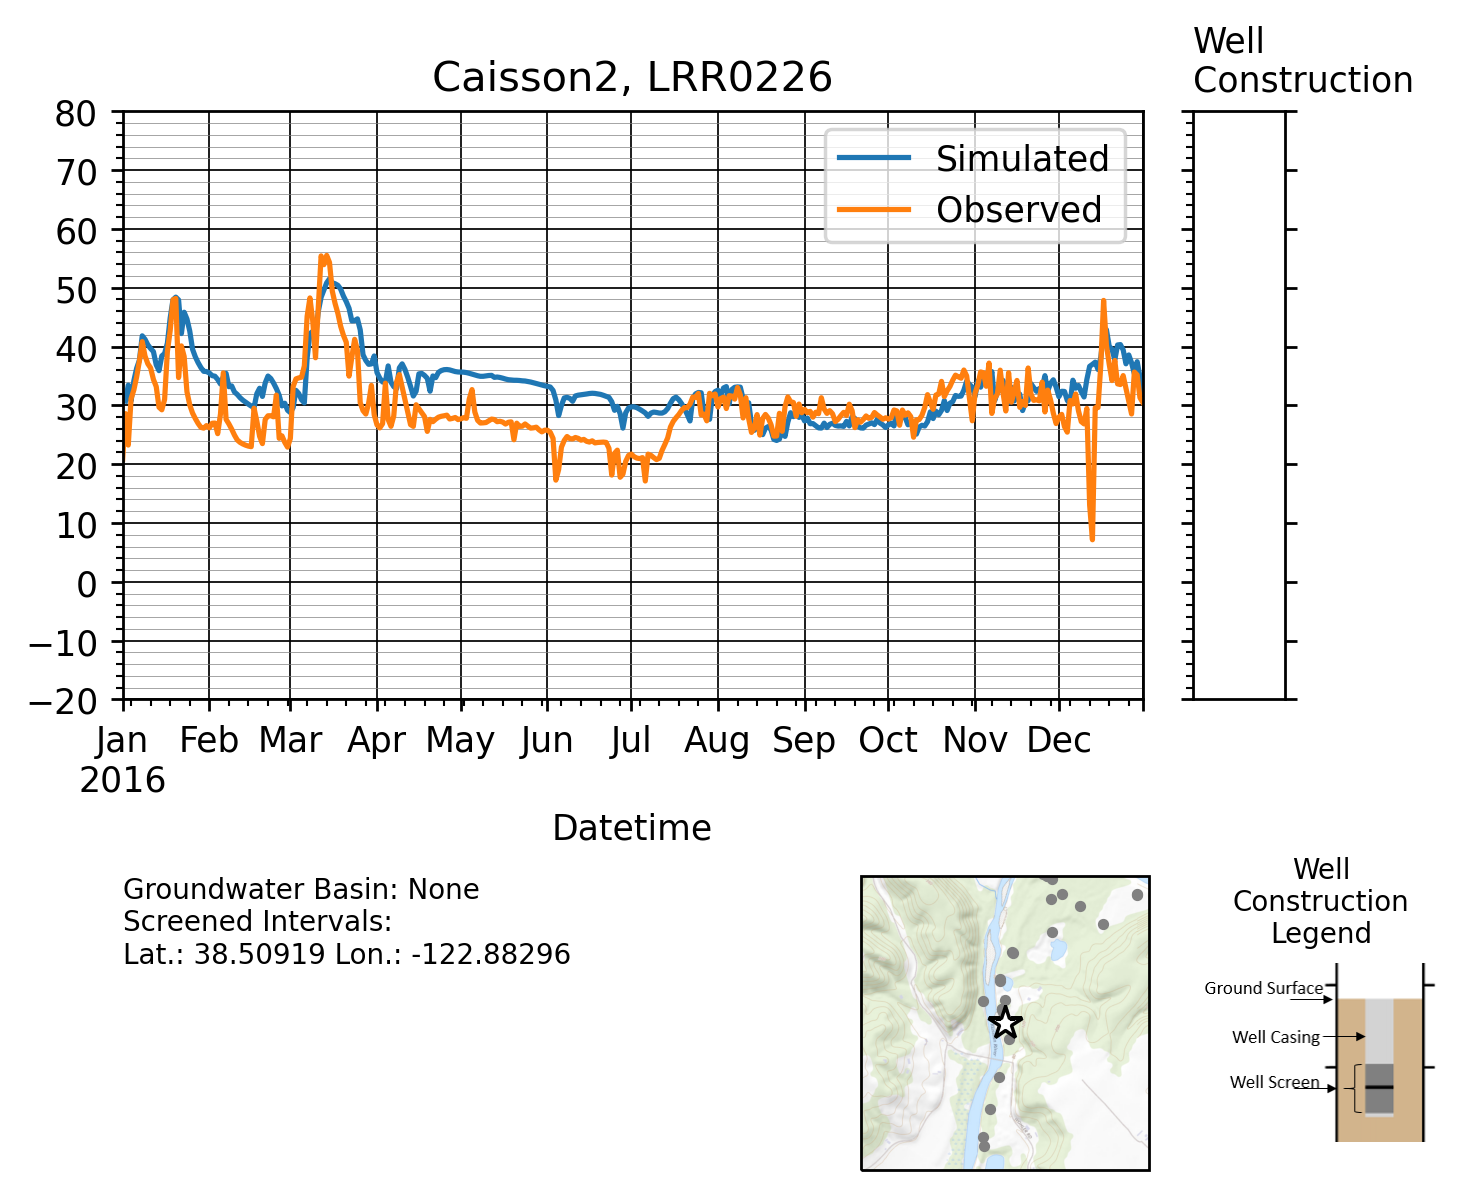 Well
Construction
Caisson2, LRR0226
80
70
60
50
40
30
20
10
0
−10
−20
Simulated
Observed
Jan Feb Mar Apr May Jun Jul Aug Sep Oct Nov Dec
2016
Datetime
Groundwater Basin: None
Screened Intervals:
Lat.: 38.50919 Lon.: -122.88296
Well
Construction
Legend
Ground Surface
Well Casing
Well Screen